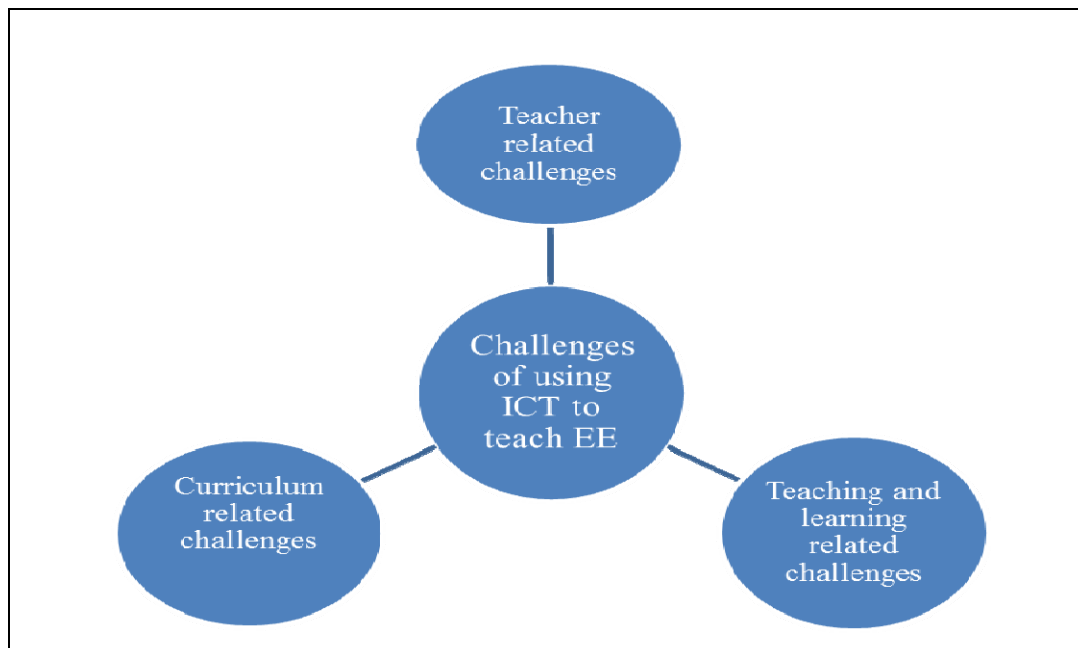 Teacher
related
challenges
Challenges
of using
ICT to
teach EE
Curriculum
related
challenges
Teaching and
learning
related
challenges